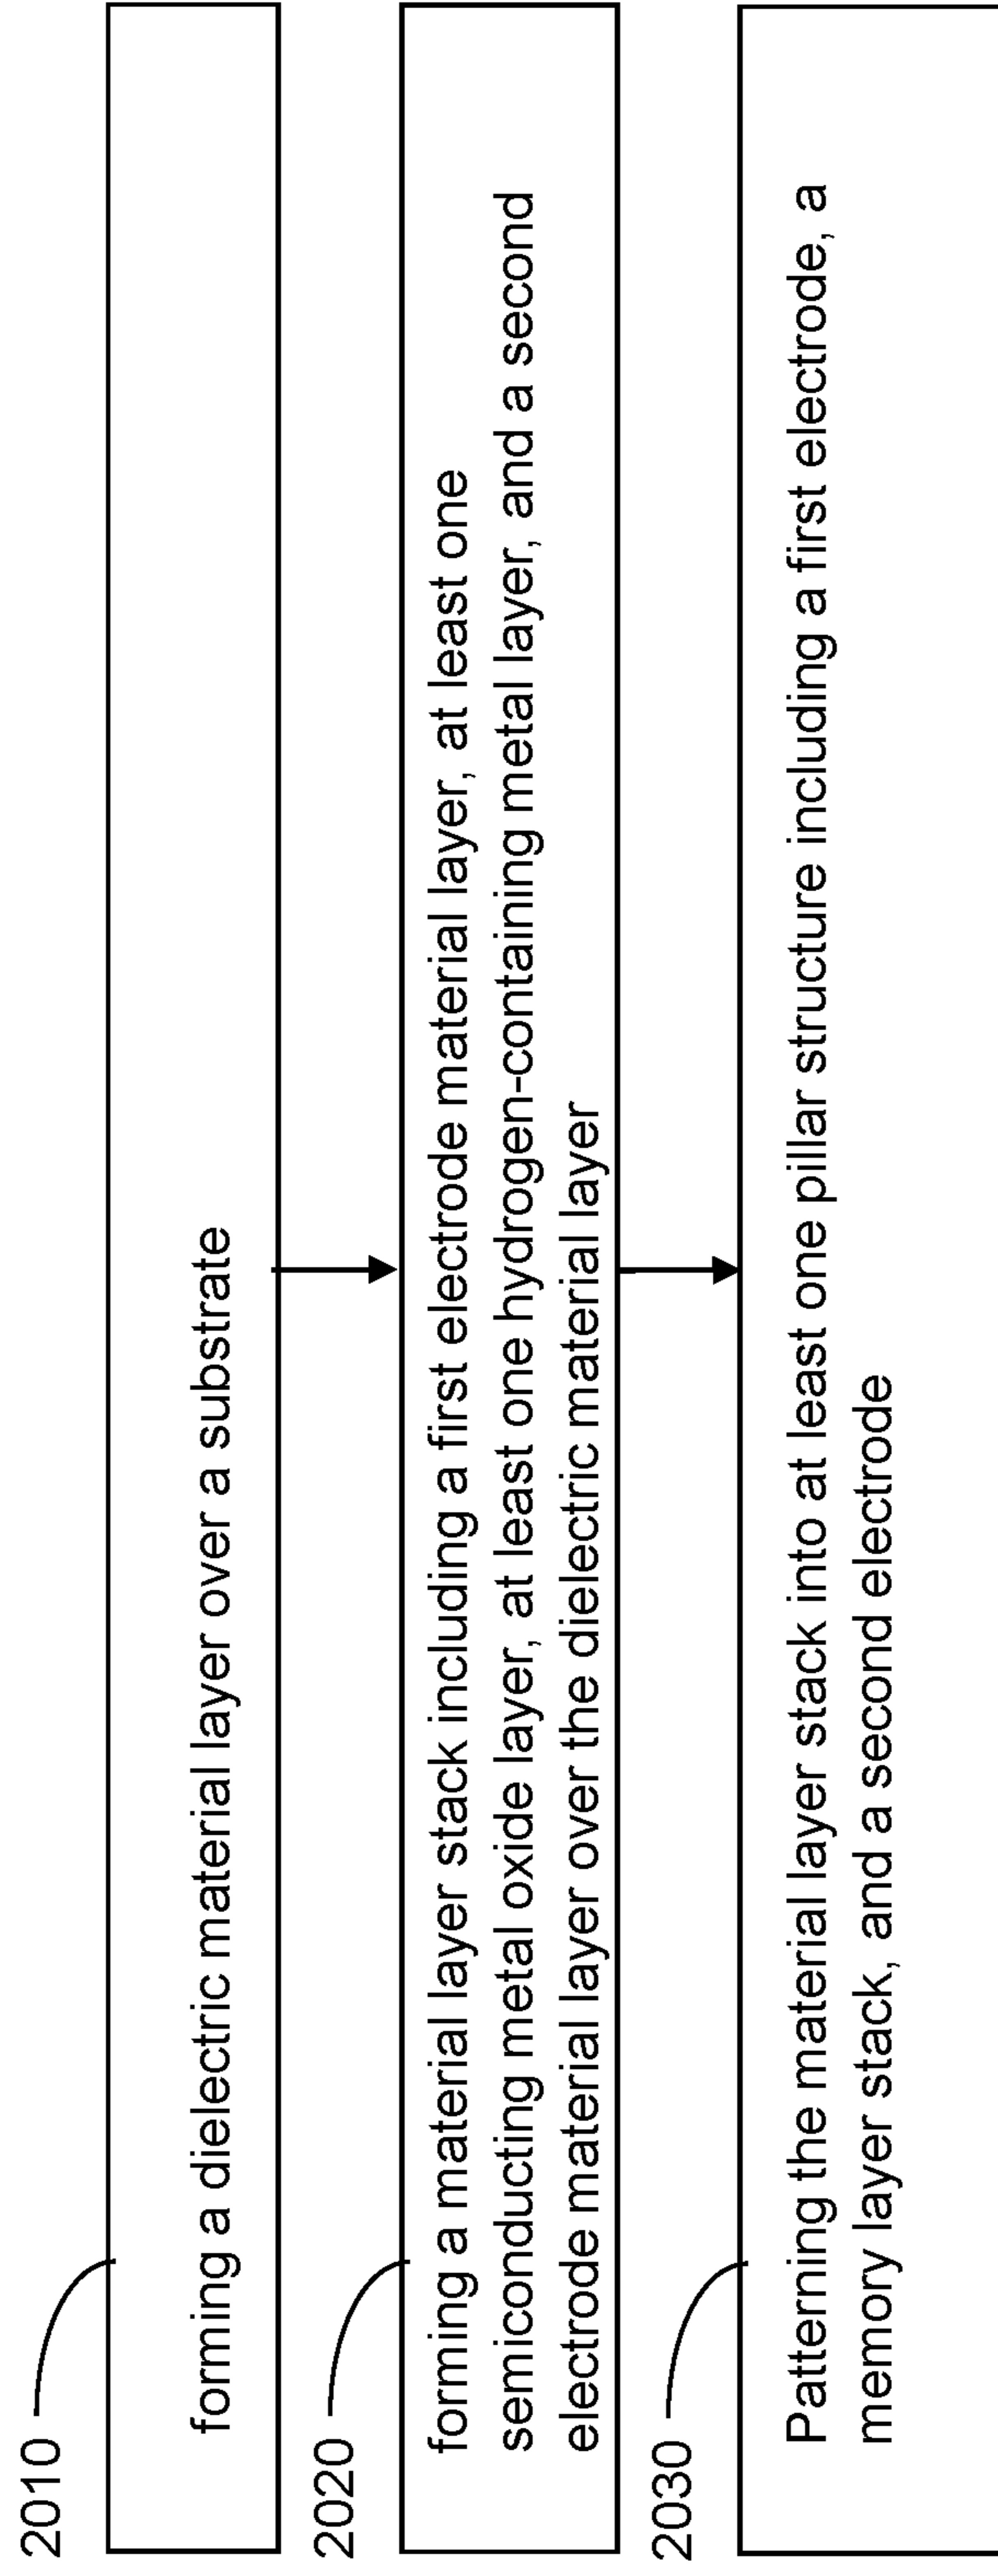 2010
forming a dielectric material layer over a substrate
2020
forming a material layer stack including a first electrode material layer, at least one
semiconducting metal oxide layer, at least one hydrogen-containing metal layer, and a second
electrode material layer over the dielectric material layer
2030
Patterning the material layer stack into at least one pillar structure including a first electrode, a
memory layer stack, and a second electrode